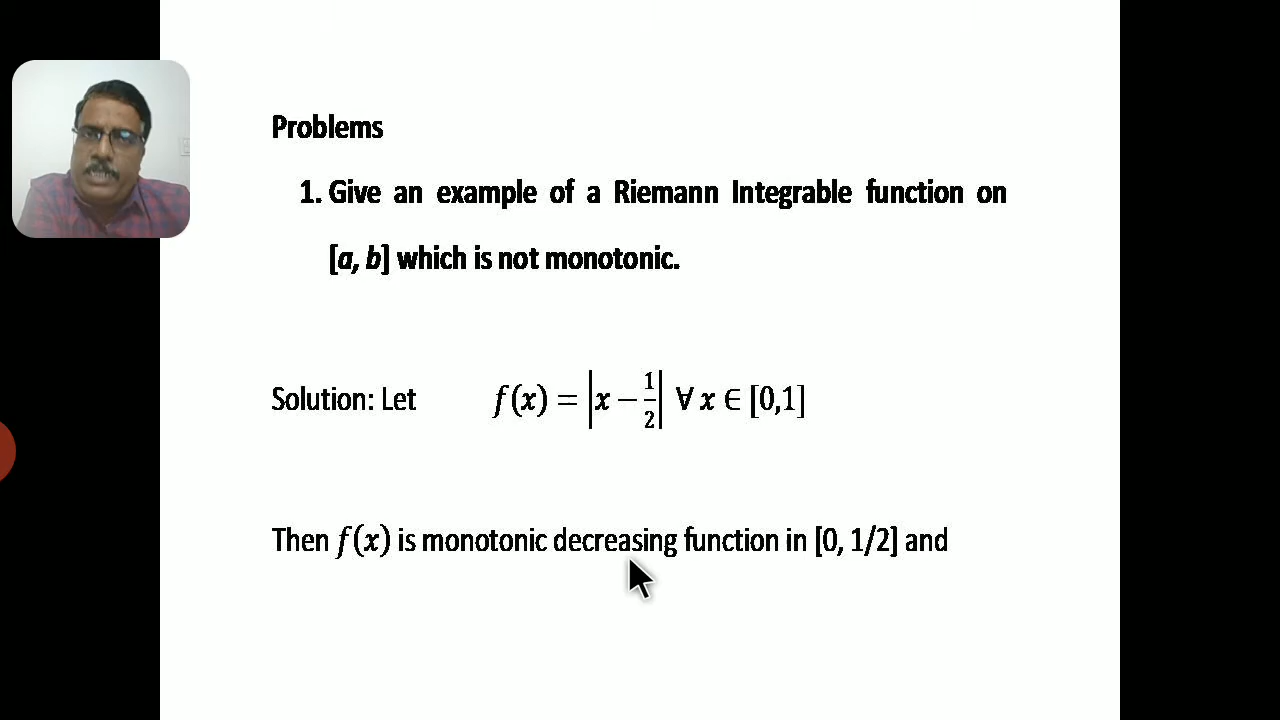 Problems
1. Give an example of a Riemann Integrable function on
[a, b] which is not monotonic.
Solution: Let f(x) = |x − 1/2| ∀ x ∈ [0,1]
Then f(x) is monotonic decreasing function in [0, 1/2] and